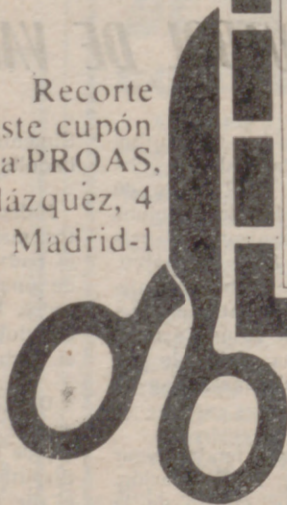 Recorte
ste cupón
a PROAS,
lázquez, 4
Madrid-1